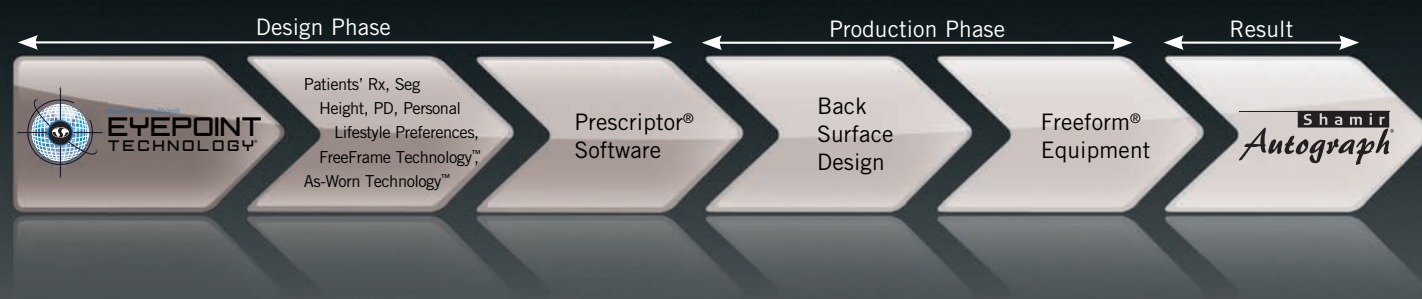 Design Phase
Production Phase
Result
EYEPOINT
TECHNOLOGY®
Patients' Rx, Seg
Height, PD, Personal
Lifestyle Preferences,
FreeFrame Technology™,
As-Worn Technology™
Prescriptor®
Software
Back
Surface
Design
Freeform®
Equipment
Shamir
Autograph®